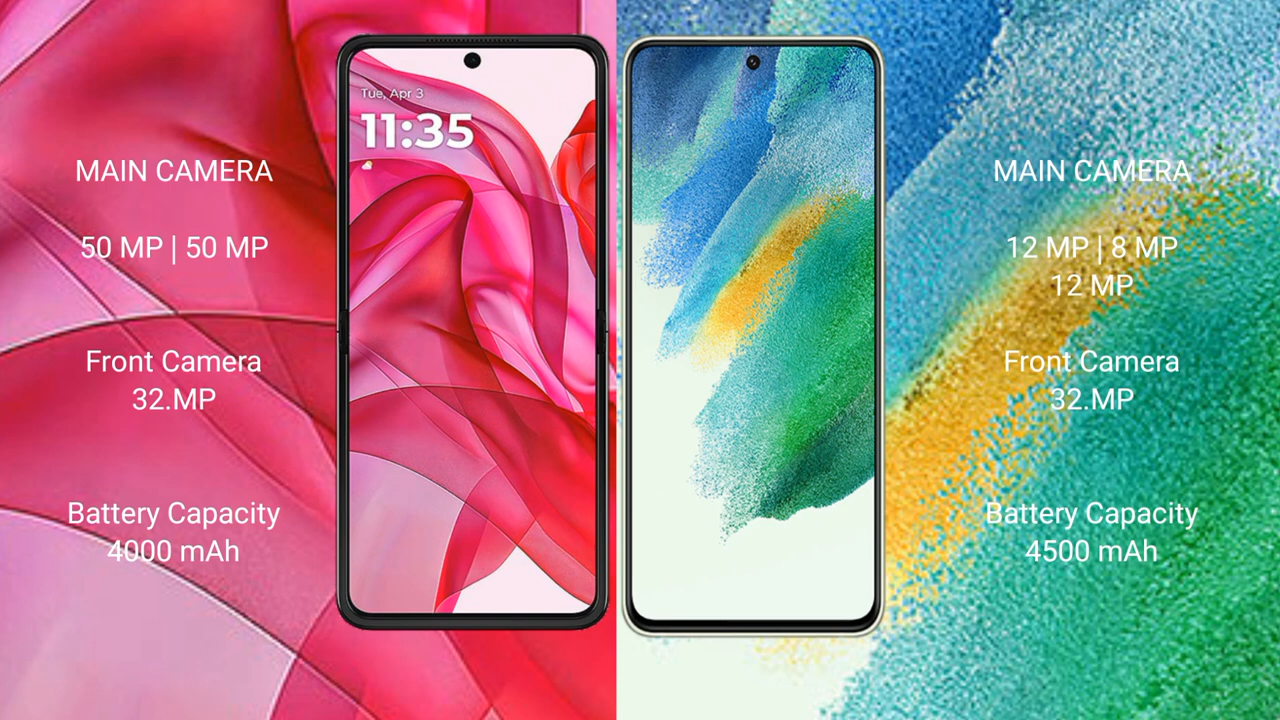 MAIN CAMERA
50 MP | 50 MP
Front Camera
32.MP
Battery Capacity
4000 mAh
Tue, Apr 3
11:35
MAIN CAMERA
12 MP | 8 MP
12 MP
Front Camera
32.MP
Battery Capacity
4500 mAh